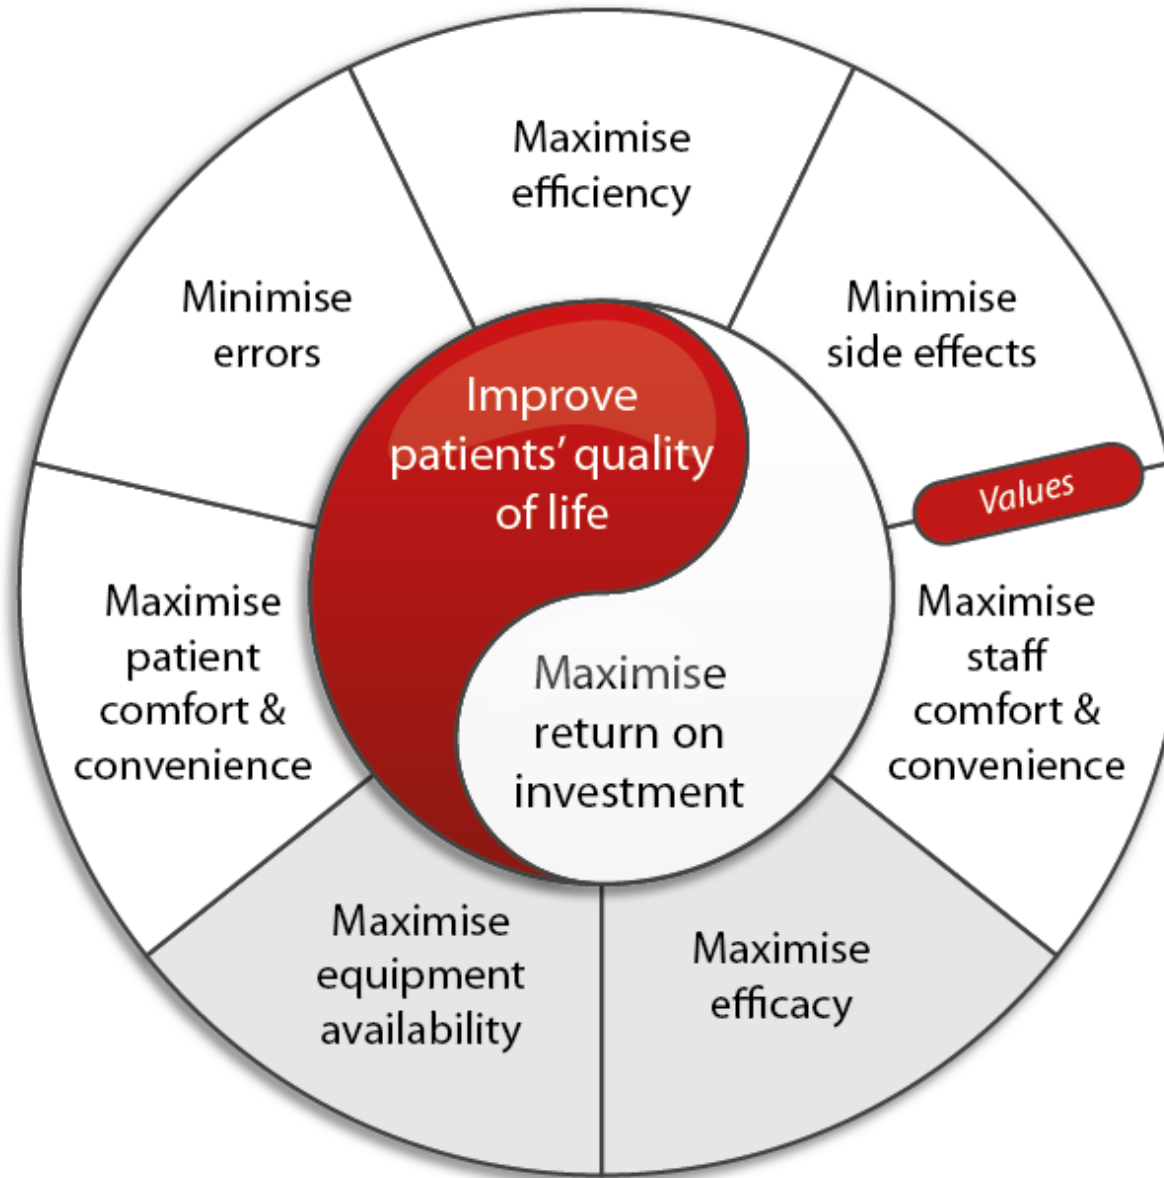 Maximise
efficiency
Minimise
side effects
Values
Maximise
staff
comfort &
convenience
Maximise
efficacy
Maximise
equipment
availability
Maximise
patient
comfort &
convenience
Minimise
errors
Improve
patients’ quality
of life
Maximise
return on
investment